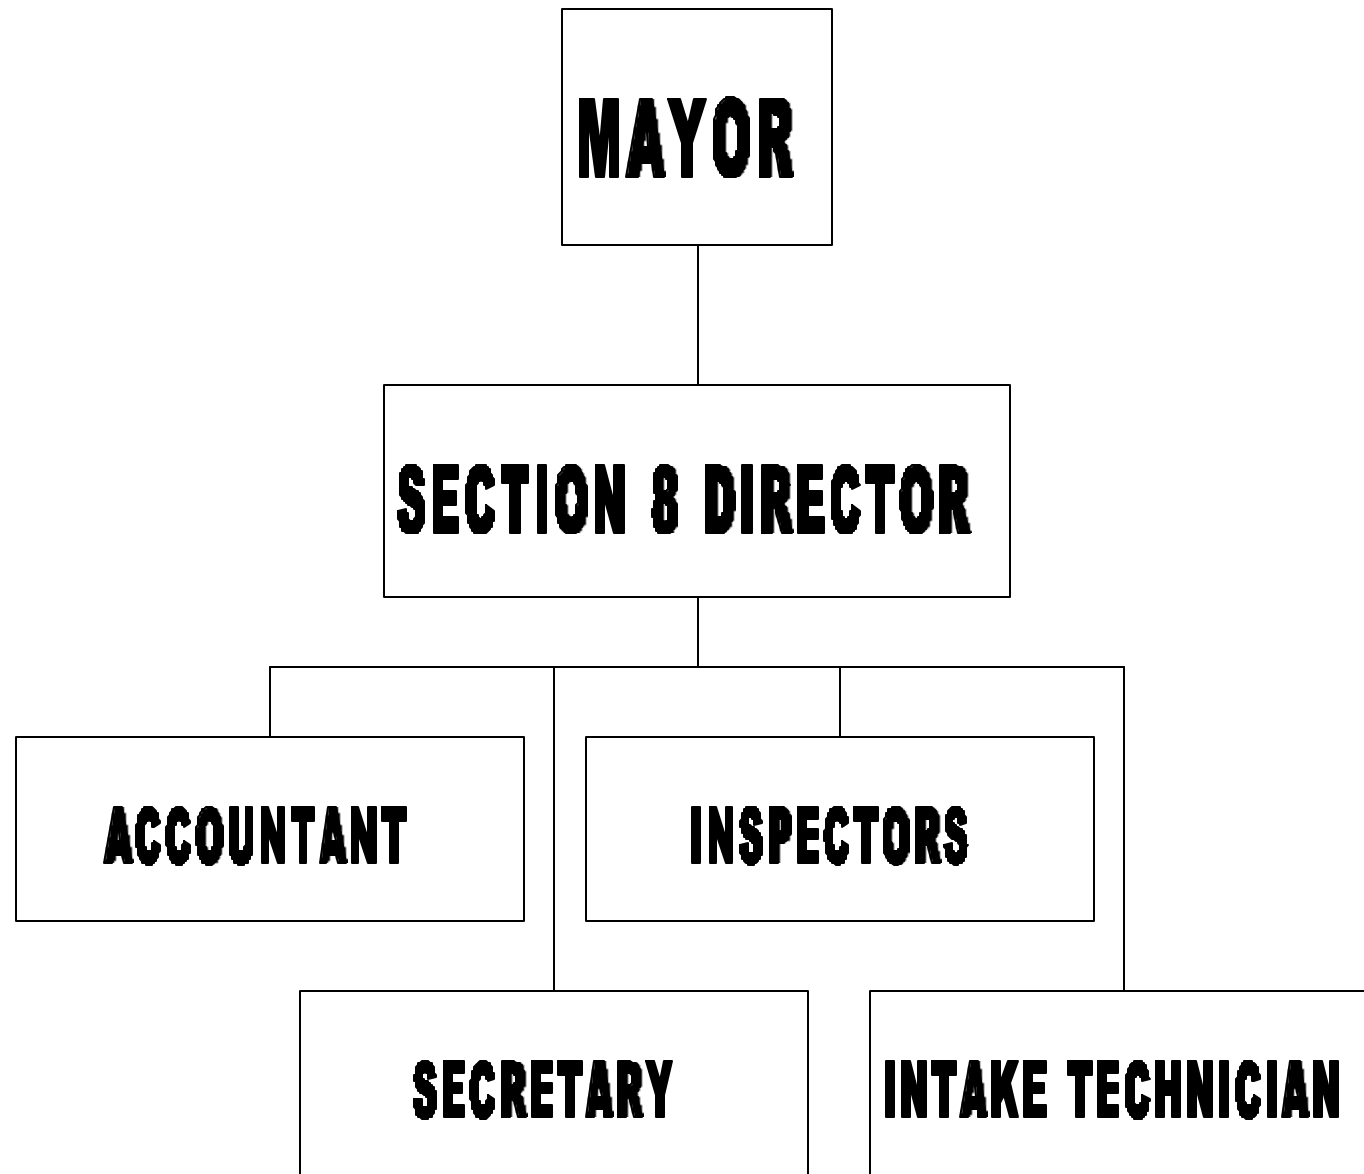 MAYOR
SECTION 8 DIRECTOR
ACCOUNTANT
INSPECTORS
SECRETARY
INTAKE TECHNICIAN